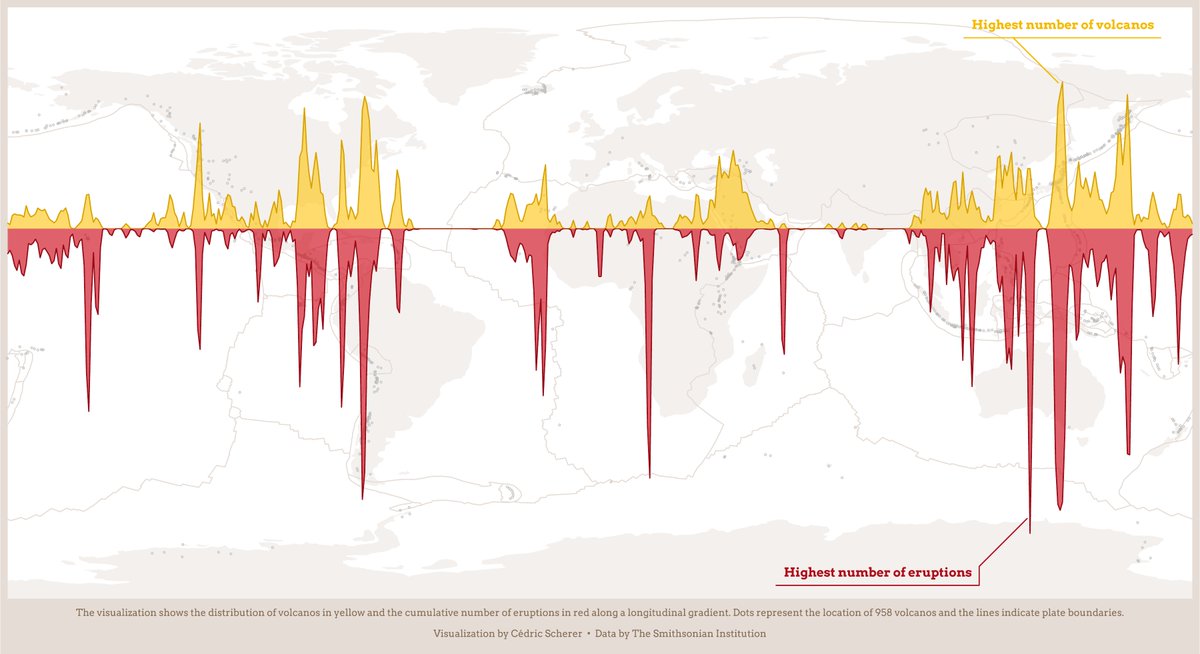 Highest number of volcanos
Highest number of eruptions
The visualization shows the distribution of volcanos in yellow and the cumulative number of eruptions in red along a longitudinal gradient. Dots represent the location of 958 volcanos and the lines indicate plate boundaries.
Visualization by Cédric Scherer • Data by The Smithsonian Institution